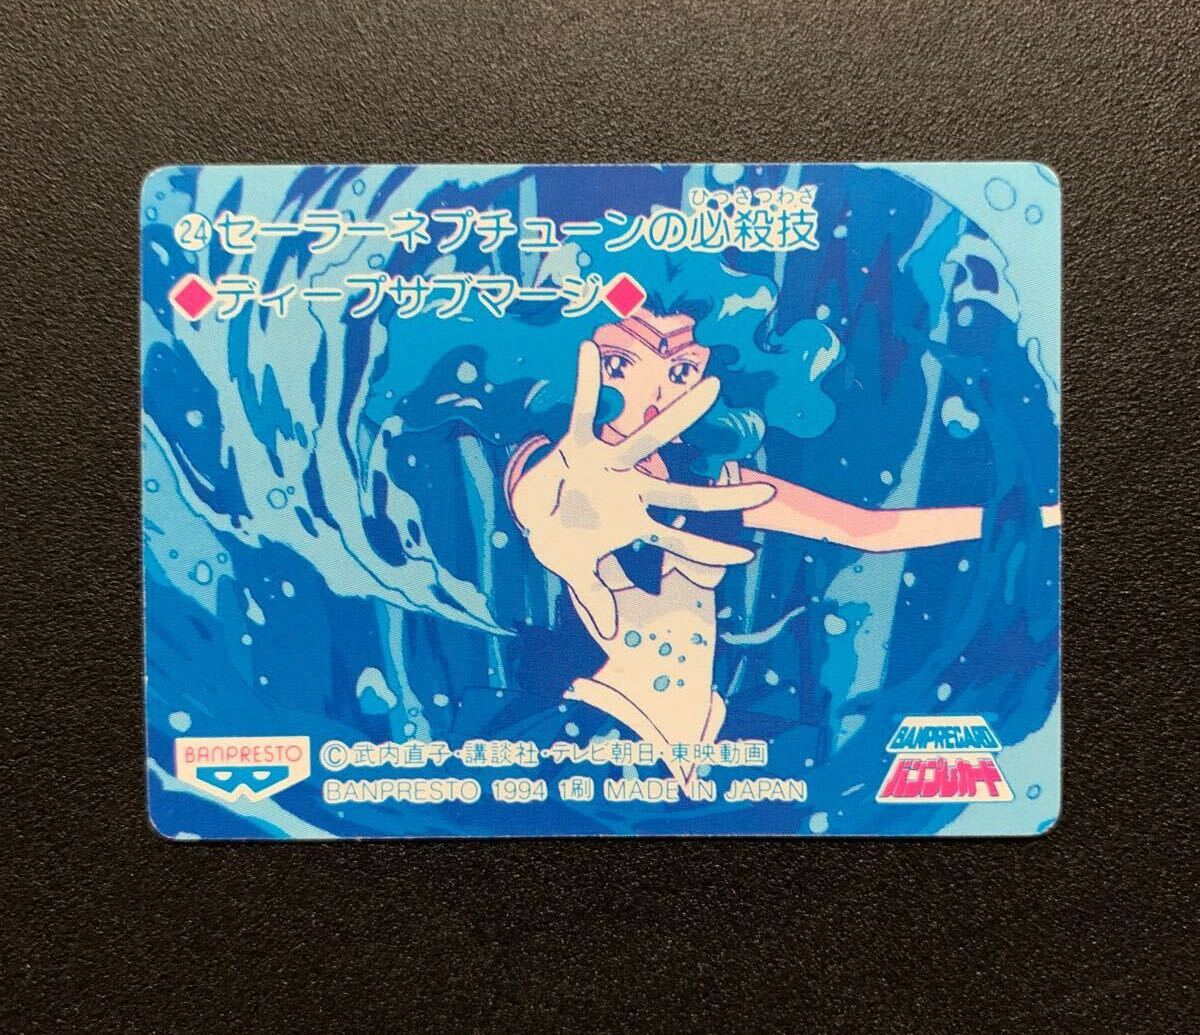 ひっさつわざ
㉔セーラーネプチューンの必殺技
◆ディープサブマージ◆
BANPRESTO
©武内直子・講談社・テレビ朝日・東映動画
BANPRESTO 1994 1刷 MADE IN JAPAN
BANPRECARD
バンプレカード